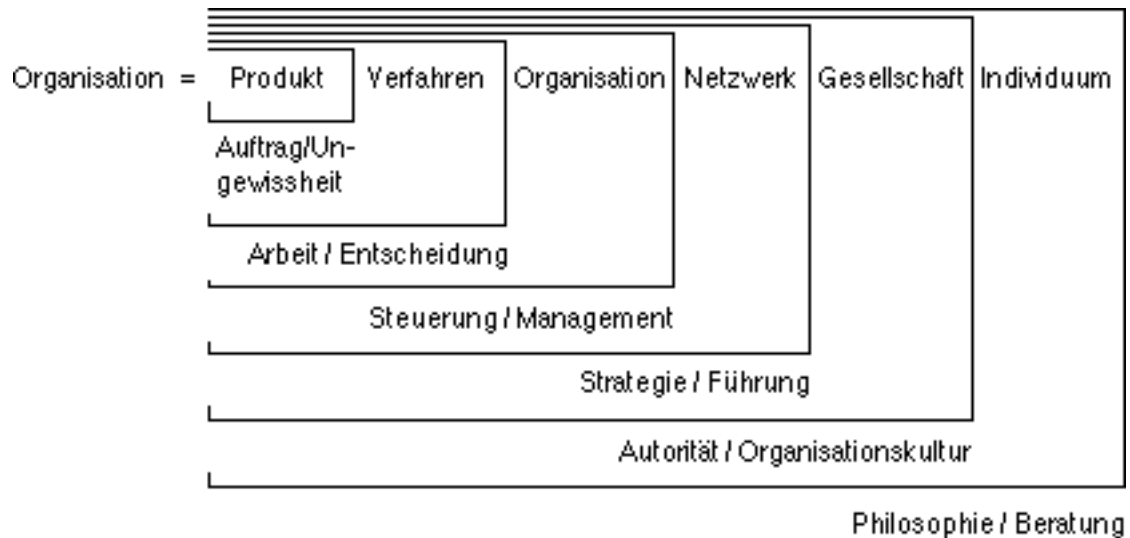 Organisation = Produkt Verfahren Organisation Netzwerk Gesellschaft Individuum
Auftrag/Un-
gewissheit
Arbeit / Entscheidung
Steuerung / Management
Strategie / Führung
Autorität / Organisationskultur
Philosophie / Beratung